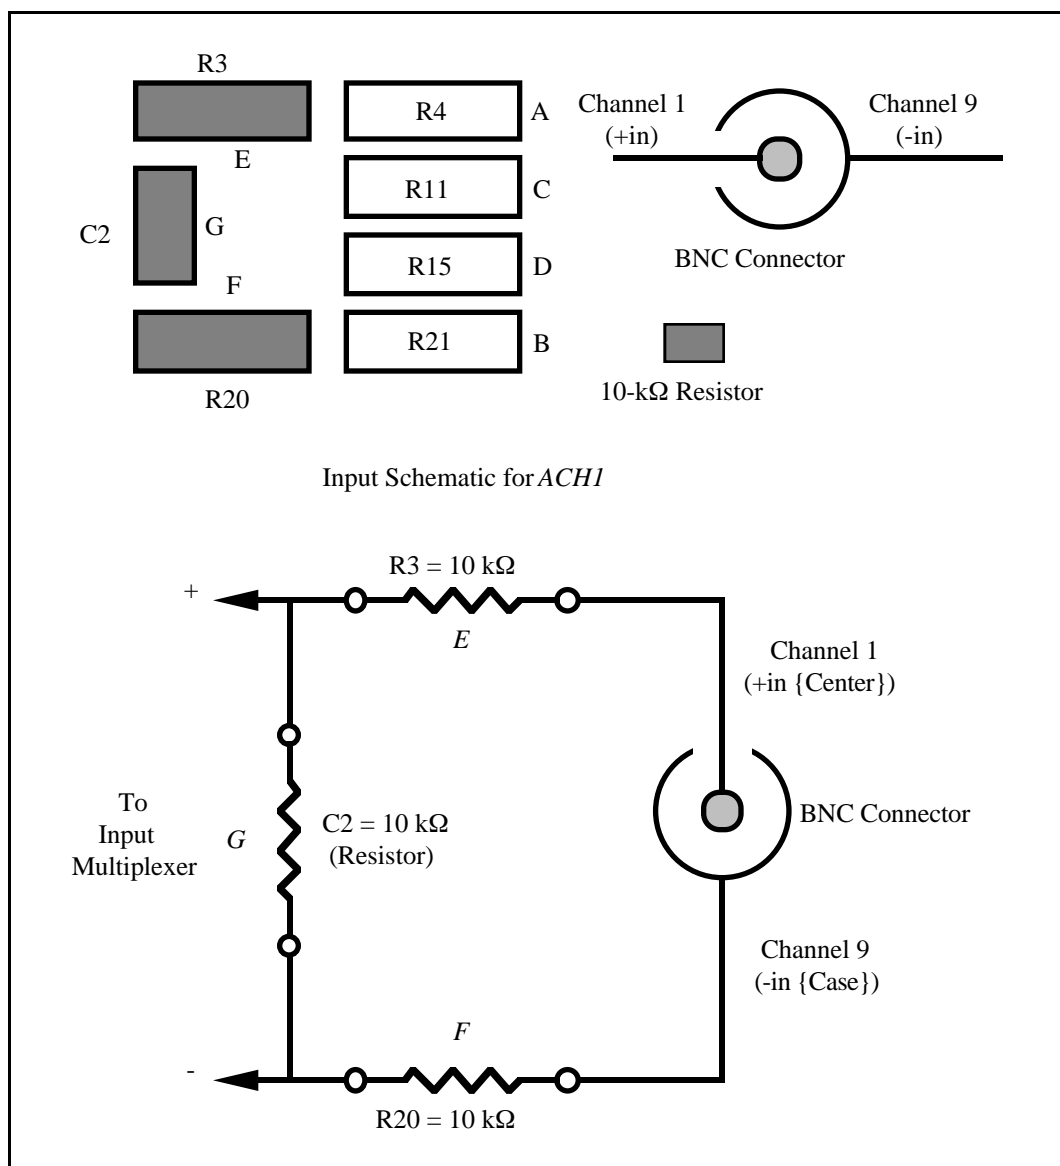 R3
R4
A
E
R11
C
C2
G
F
R15
D
R21
B
R20
Channel 1
(+in)
Channel 9
(-in)
BNC Connector
10-kΩ Resistor
Input Schematic for ACH1
R3 = 10 kΩ
+
E
Channel 1
(+in {Center})
To
Input
Multiplexer
G
C2 = 10 kΩ
(Resistor)
BNC Connector
Channel 9
(-in {Case})
F
-
R20 = 10 kΩ